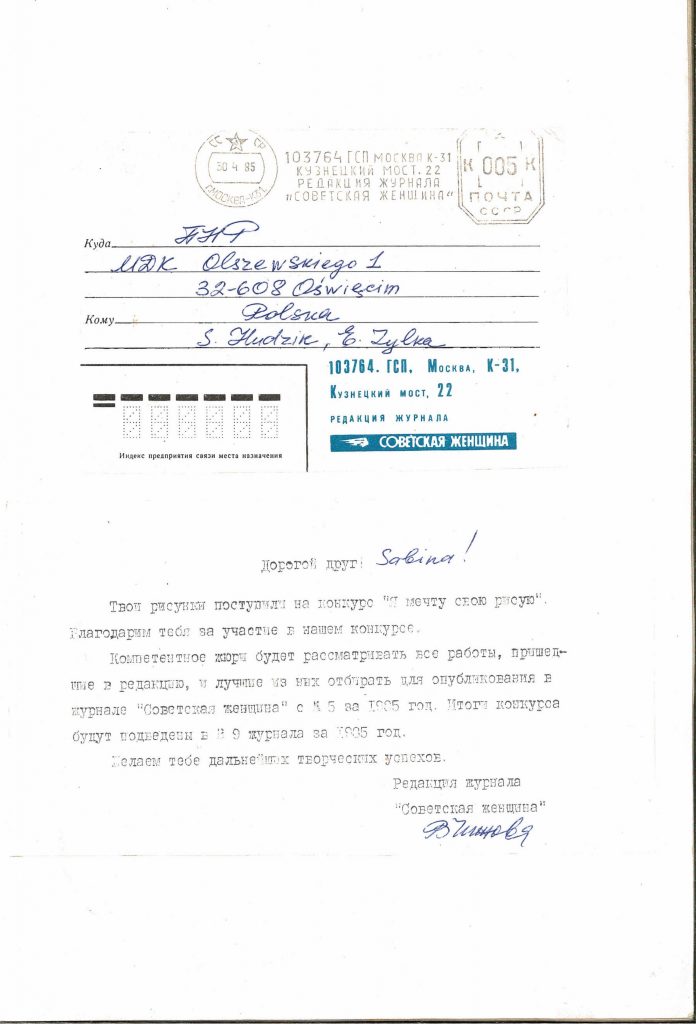 СС СР
30 4 85
МОСКВА-К31
103764 ГСП МОСКВА К-31
КУЗНЕЦКИЙ МОСТ. 22
РЕДАКЦИЯ ЖУРНАЛА
"СОВЕТСКАЯ ЖЕНЩИНА"
К 005 К
ПОЧТА
СССР
Куда ПНР
МДК Olszewskiego 1
32-608 Oświęcim
Кому Polska
S. Hudzik, E. Zylka
103764. ГСП, Москва, К-31,
Кузнецкий мост, 22
РЕДАКЦИЯ ЖУРНАЛА
СОВЕТСКАЯ ЖЕНЩИНА
Индекс предприятия связи места назначения
Дорогой друг Sabina!
Твои рисунки поступили на конкурс "Я мечту свою рисую".
Благодарим тебя за участие в нашем конкурсе.
Компетентное жюри будет рассматривать все работы, пришед-
шие в редакцию, и лучшие из них отбирать для опубликования в
журнале "Советская женщина" с № 5 за 1985 год. Итоги конкурса
будут подведены в № 9 журнала за 1985 год.
Желаем тебе дальнейших творческих успехов.
Редакция журнала
"Советская женщина"